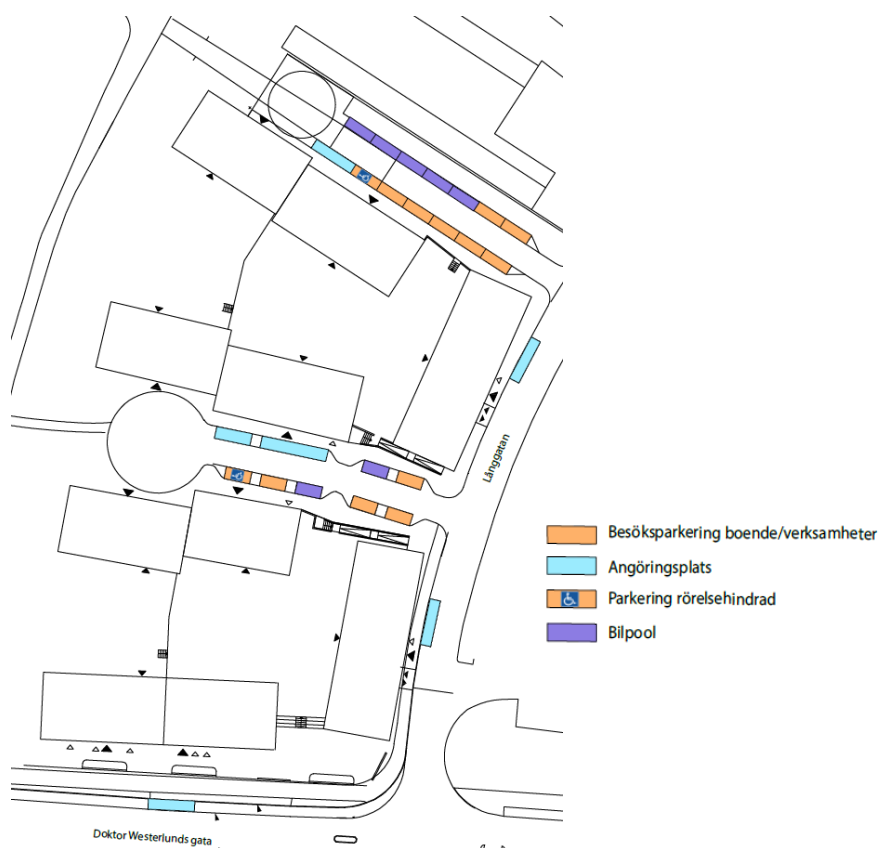 Långgatan
Besöksparkering boende/verksamheter
Angöringsplats
Parkering rörelsehindrad
Bilpool
Doktor Westerlunds gata